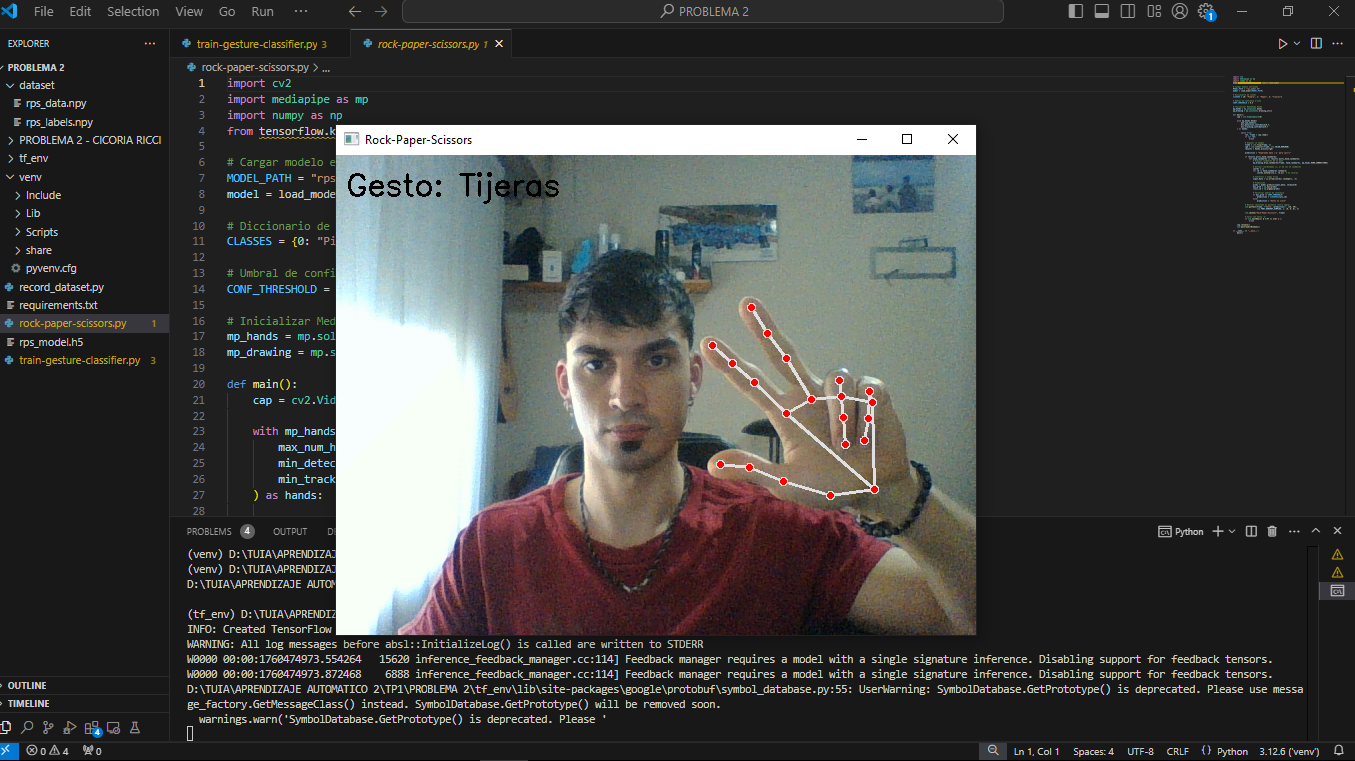 File Edit Selection View Go Run ··· PROBLEMA 2
EXPLORER ···
PROBLEMA 2
dataset
rps_data.npy
rps_labels.npy
PROBLEMA 2 - CICORIA RICCI
tf_env
venv
Include
Lib
Scripts
share
pyvenv.cfg
record_dataset.py
requirements.txt
rock-paper-scissors.py 1
rps_model.h5
train-gesture-classifier.py 3
OUTLINE
TIMELINE
train-gesture-classifier.py 3 rock-paper-scissors.py 1
rock-paper-scissors.py > ...
1 import cv2
2 import mediapipe as mp
3 import numpy as np
4 from tensorflow.k
5
6 # Cargar modelo e
7 MODEL_PATH = "rps
8 model = load_mode
9
10 # Diccionario de
11 CLASSES = {0: "Pi
12
13 # Umbral de confi
14 CONF_THRESHOLD =
15
16 # Inicializar Med
17 mp_hands = mp.sol
18 mp_drawing = mp.s
19
20 def main():
21 cap = cv2.Vid
22
23 with mp_hands
24 max_num_h
25 min_detec
26 min_track
27 ) as hands:
28
Rock-Paper-Scissors
Gesto: Tijeras
PROBLEMS 4 OUTPUT Python
(venv) D:\TUIA\APRENDIZAJ
(venv) D:\TUIA\APRENDIZAJ
D:\TUIA\APRENDIZAJE AUTOM
(tf_env) D:\TUIA\APRENDIZ
INFO: Created TensorFlow
WARNING: All log messages before absl::InitializeLog() is called are written to STDERR
W0000 00:00:1760474973.554264 15620 inference_feedback_manager.cc:114] Feedback manager requires a model with a single signature inference. Disabling support for feedback tensors.
W0000 00:00:1760474973.872468 6888 inference_feedback_manager.cc:114] Feedback manager requires a model with a single signature inference. Disabling support for feedback tensors.
D:\TUIA\APRENDIZAJE AUTOMATICO 2\TP1\PROBLEMA 2\tf_env\lib\site-packages\google\protobuf\symbol_database.py:55: UserWarning: SymbolDatabase.GetPrototype() is deprecated. Please use messa
ge_factory.GetMessageClass() instead. SymbolDatabase.GetPrototype() will be removed soon.
warnings.warn('SymbolDatabase.GetPrototype() is deprecated. Please '
0 4 0 Ln 1, Col 1 Spaces: 4 UTF-8 CRLF Python 3.12.6 ('venv')